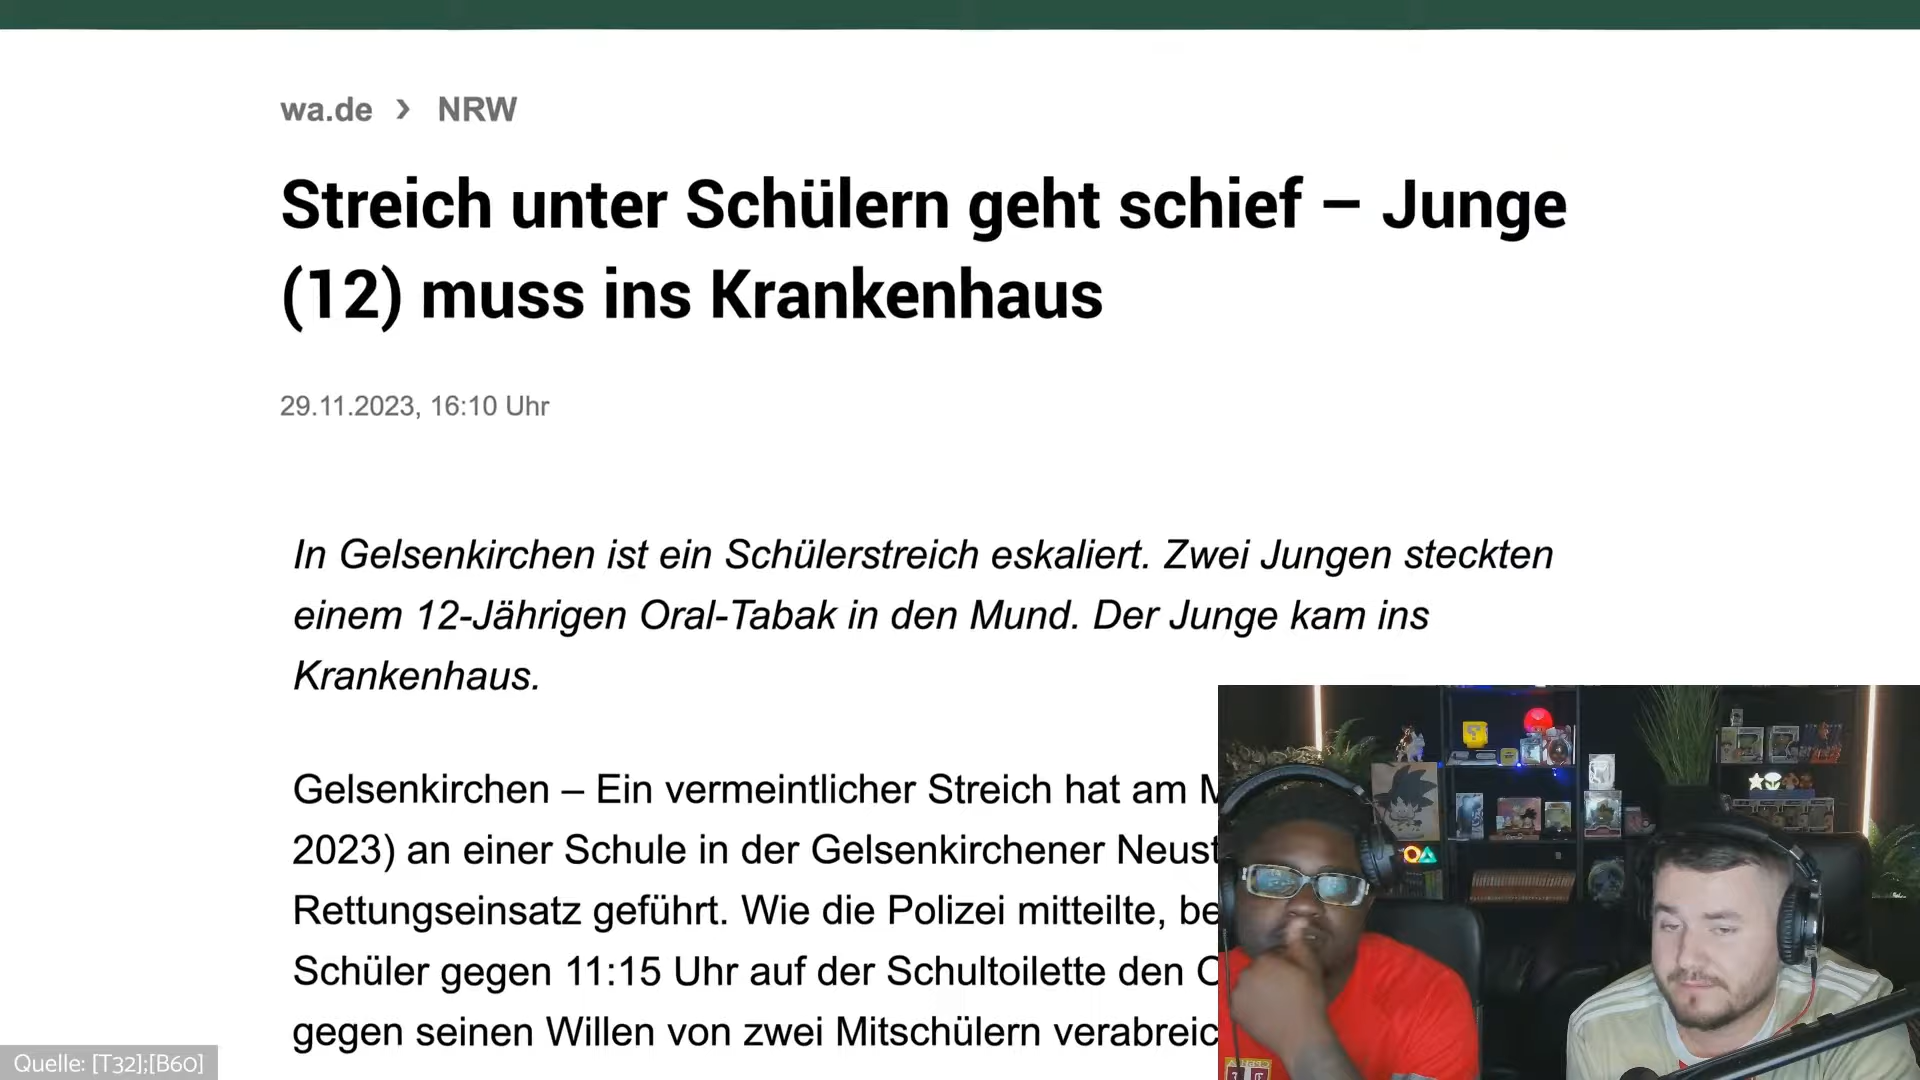 wa.de › NRW
Streich unter Schülern geht schief – Junge
(12) muss ins Krankenhaus
29.11.2023, 16:10 Uhr
In Gelsenkirchen ist ein Schülerstreich eskaliert. Zwei Jungen steckten
einem 12-Jährigen Oral-Tabak in den Mund. Der Junge kam ins
Krankenhaus.
Gelsenkirchen – Ein vermeintlicher Streich hat am
2023) an einer Schule in der Gelsenkirchener Neust
Rettungseinsatz geführt. Wie die Polizei mitteilte, be
Schüler gegen 11:15 Uhr auf der Schultoilette den
gegen seinen Willen von zwei Mitschülern verabreic
Quelle: [T32];[B60]